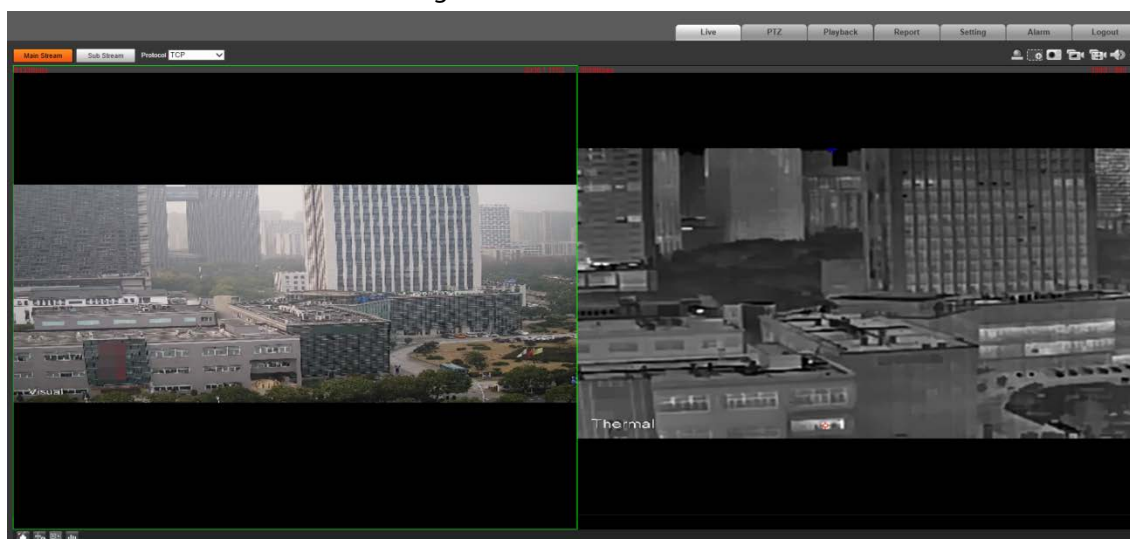 Live PTZ Playback Report Setting Alarm Logout
Main Stream Sub Stream Protocol TCP
Visual
Thermal